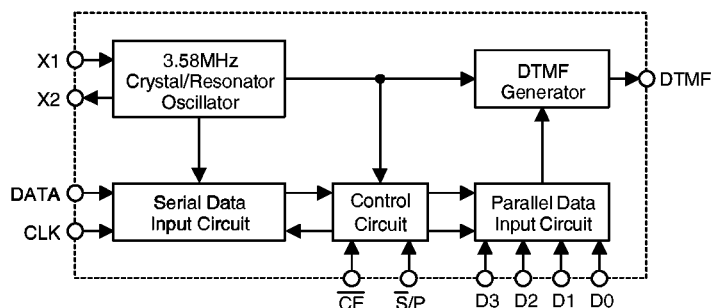 X1
X2
3.58MHz
Crystal/Resonator
Oscillator
DTMF
Generator
DTMF
DATA
CLK
Serial Data
Input Circuit
Control
Circuit
Parallel Data
Input Circuit
C̅E̅
S̅/P
D3
D2
D1
D0